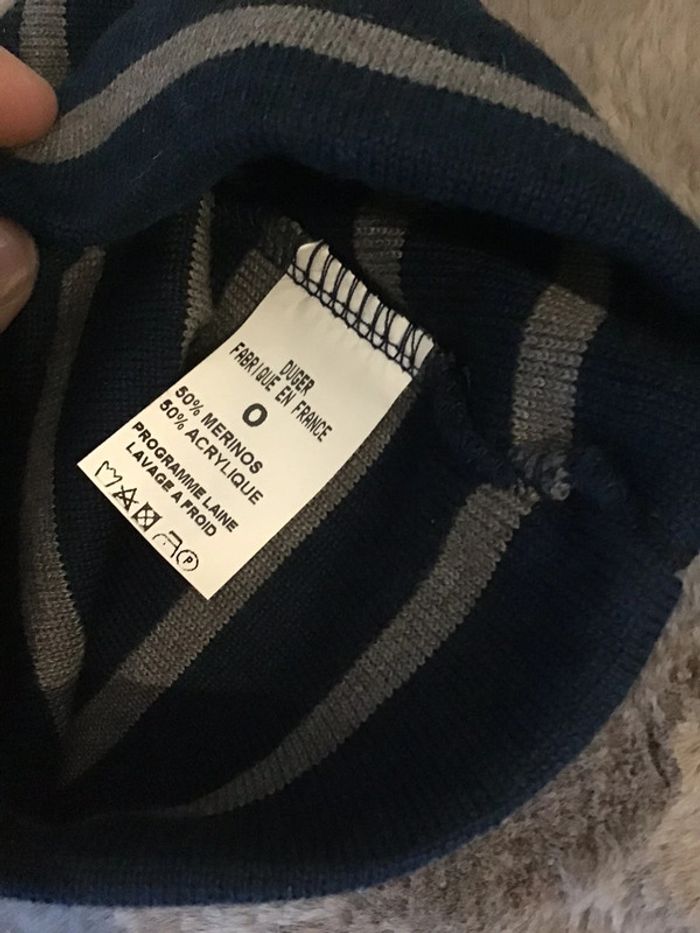 DUGER
FABRIQUE EN FRANCE
0
50% MERINOS
50% ACRYLIQUE
PROGRAMME LAINE
LAVAGE A FROID
P